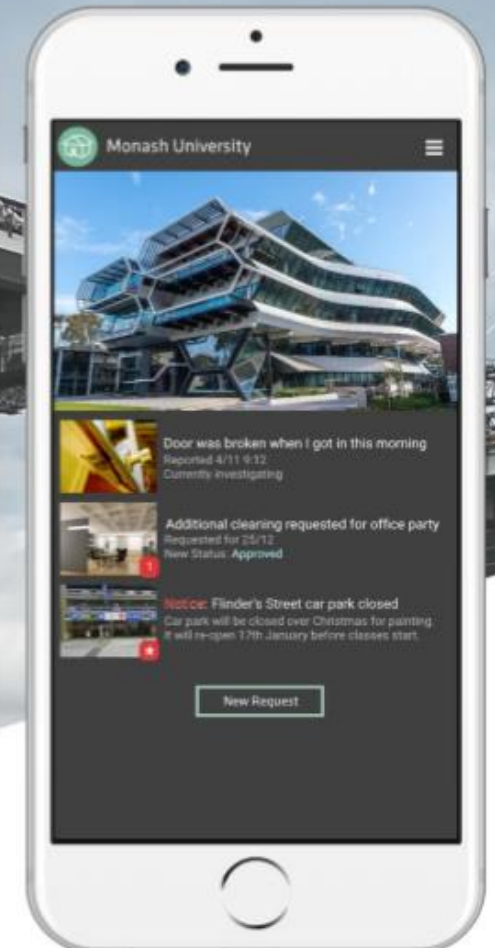 Monash University
Door was broken when I got in this morning
Reported 4/11 9:12
Currently investigating
Additional cleaning requested for office party
Requested for 25/12
New Status: Approved
1
Notice: Flinder's Street car park closed
Car park will be closed over Christmas for painting.
It will re-open 17th January before classes start.
New Request